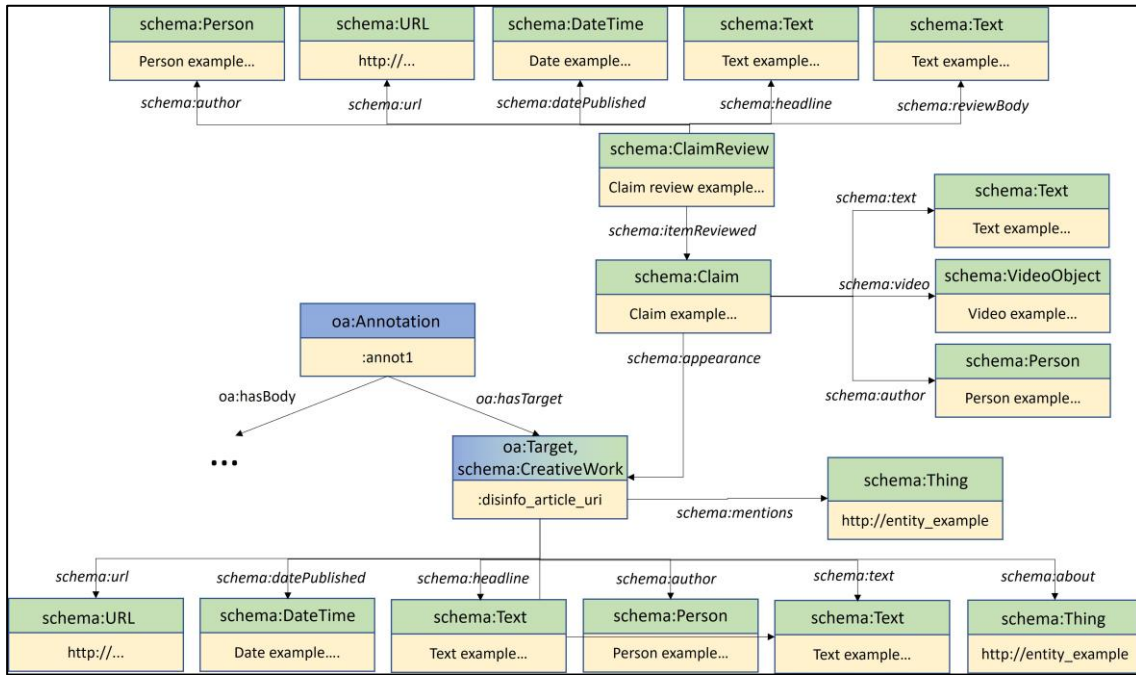 schema:Person
schema:URL
schema:DateTime
schema:Text
schema:Text
Person example...
http://...
Date example...
Text example...
Text example...
schema:author
schema:url
schema:datePublished
schema:headline
schema:reviewBody
schema:ClaimReview
Claim review example...
schema:itemReviewed
schema:Text
Text example...
schema:text
schema:Claim
Claim example...
schema:VideoObject
Video example...
schema:video
schema:appearance
schema:Person
Person example...
schema:author
oa:Annotation
:annot1
oa:hasBody
oa:hasTarget
...
oa:Target,
schema:CreativeWork
:disinfo_article_uri
schema:mentions
schema:Thing
http://entity_example
schema:url
schema:datePublished
schema:headline
schema:author
schema:text
schema:about
schema:URL
schema:DateTime
schema:Text
schema:Person
schema:Text
schema:Thing
http://...
Date example....
Text example...
Person example...
Text example...
http://entity_example